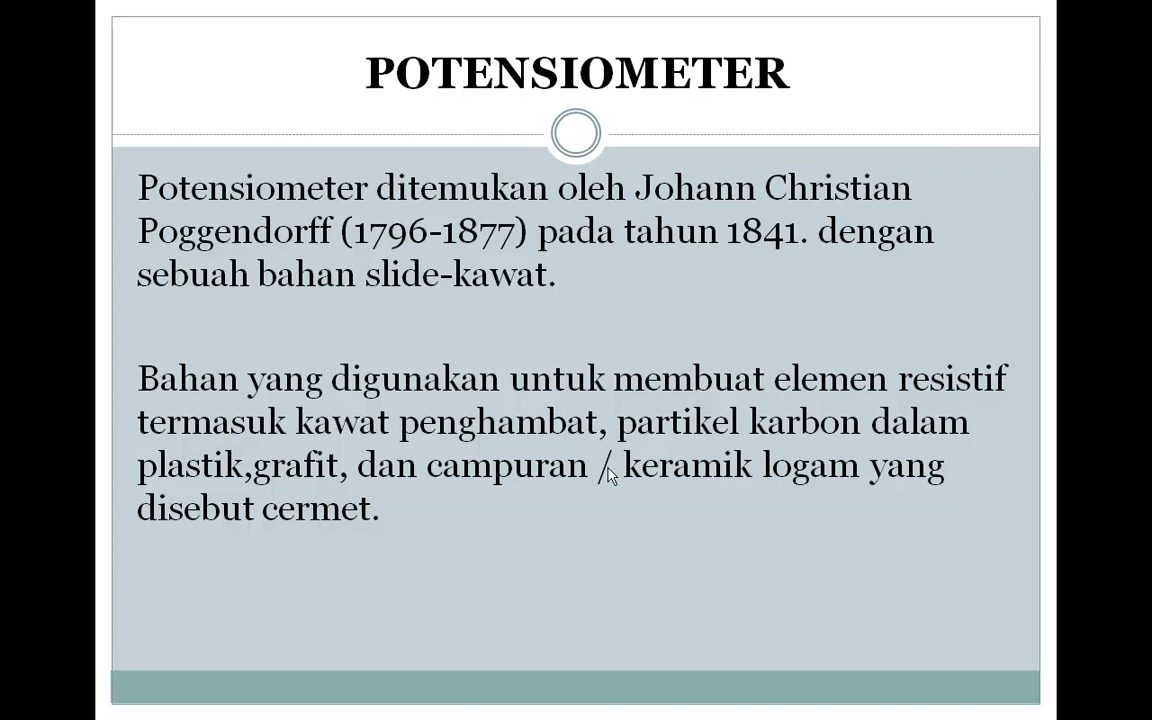 POTENSIOMETER
Potensiometer ditemukan oleh Johann Christian
Poggendorff (1796-1877) pada tahun 1841. dengan
sebuah bahan slide-kawat.
Bahan yang digunakan untuk membuat elemen resistif
termasuk kawat penghambat, partikel karbon dalam
plastik,grafit, dan campuran / keramik logam yang
disebut cermet.